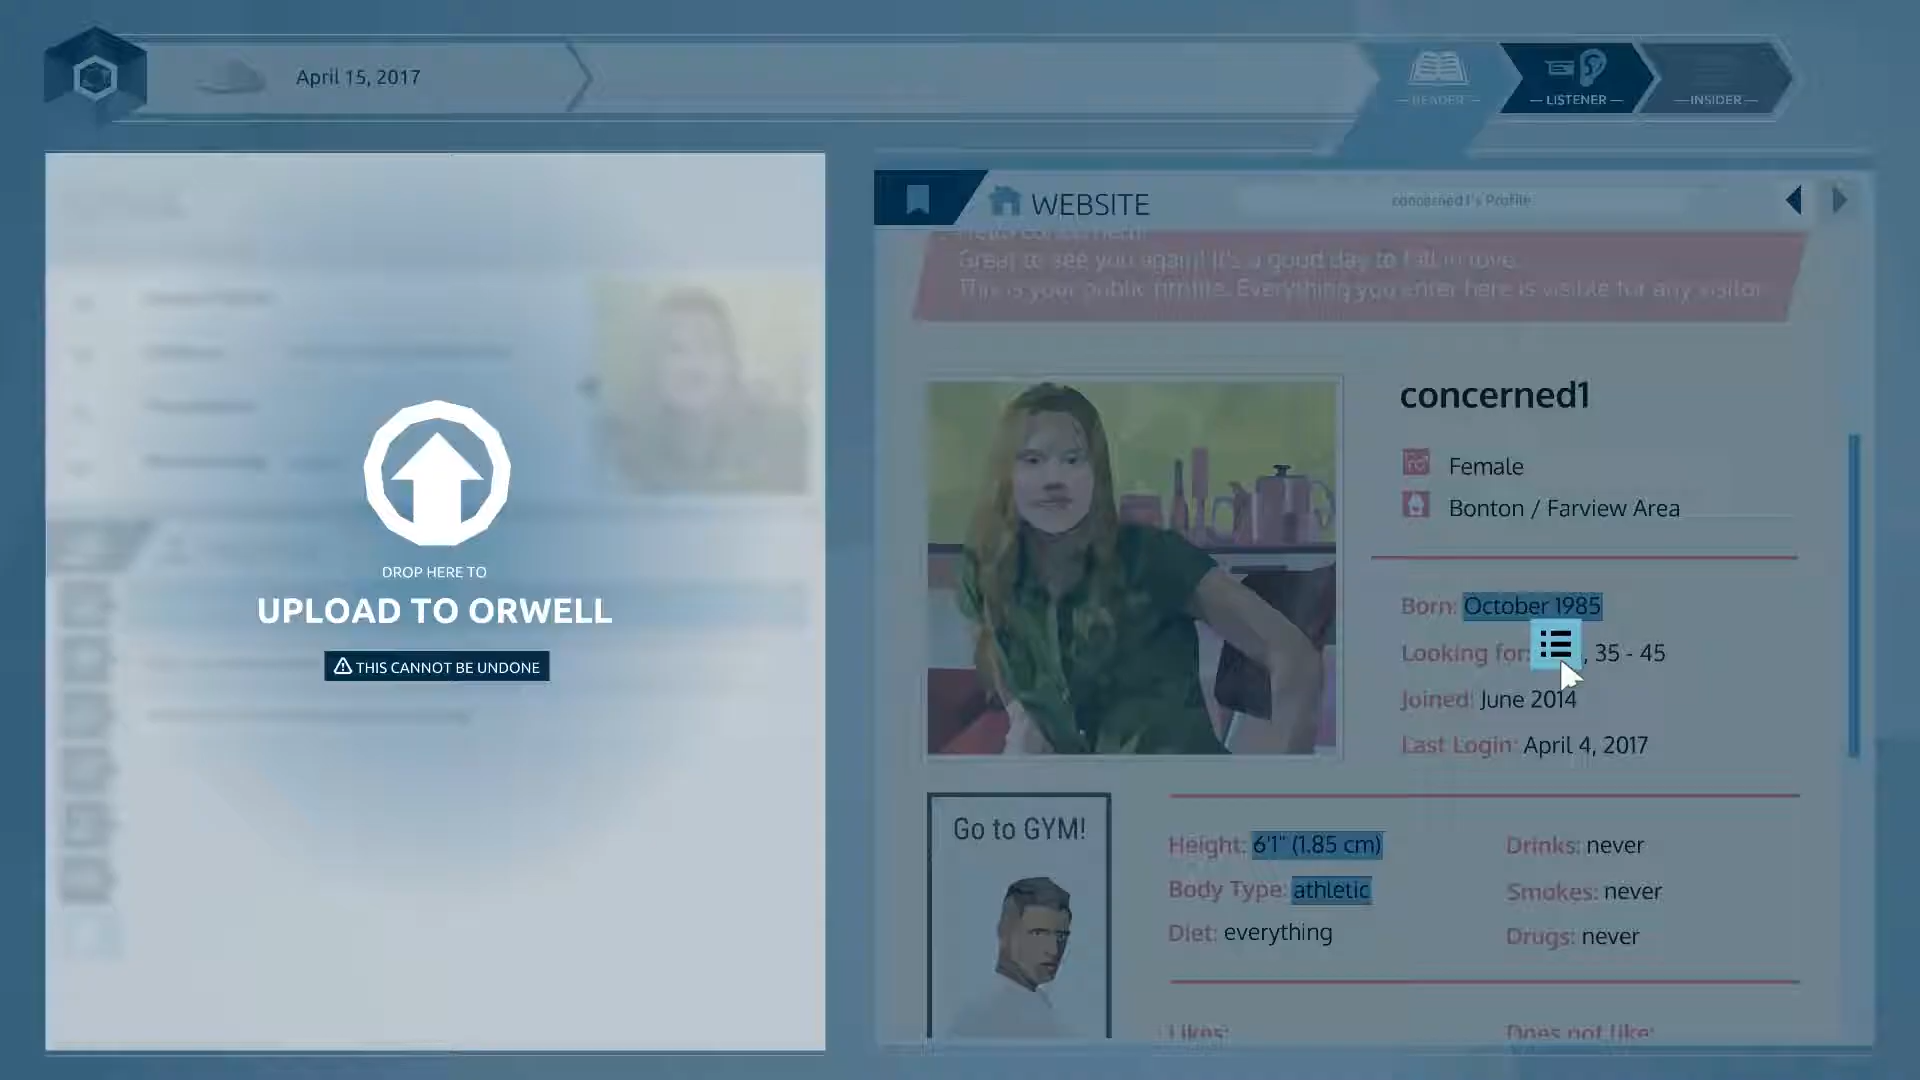 April 15, 2017
READER
LISTENER
INSIDER
WEBSITE
concerned1's Profile
Great to see you again! It's a good day to fall in love.
This is your public profile. Everything you enter here is visible for any visitor
DROP HERE TO
UPLOAD TO ORWELL
THIS CANNOT BE UNDONE
concerned1
Female
Bonton / Farview Area
Born: October 1985
Looking for: , 35 - 45
Joined: June 2014
Last Login: April 4, 2017
Go to GYM!
Height: 6'1" (1.85 cm)
Body Type: athletic
Diet: everything
Drinks: never
Smokes: never
Drugs: never
Likes:
Does not like: